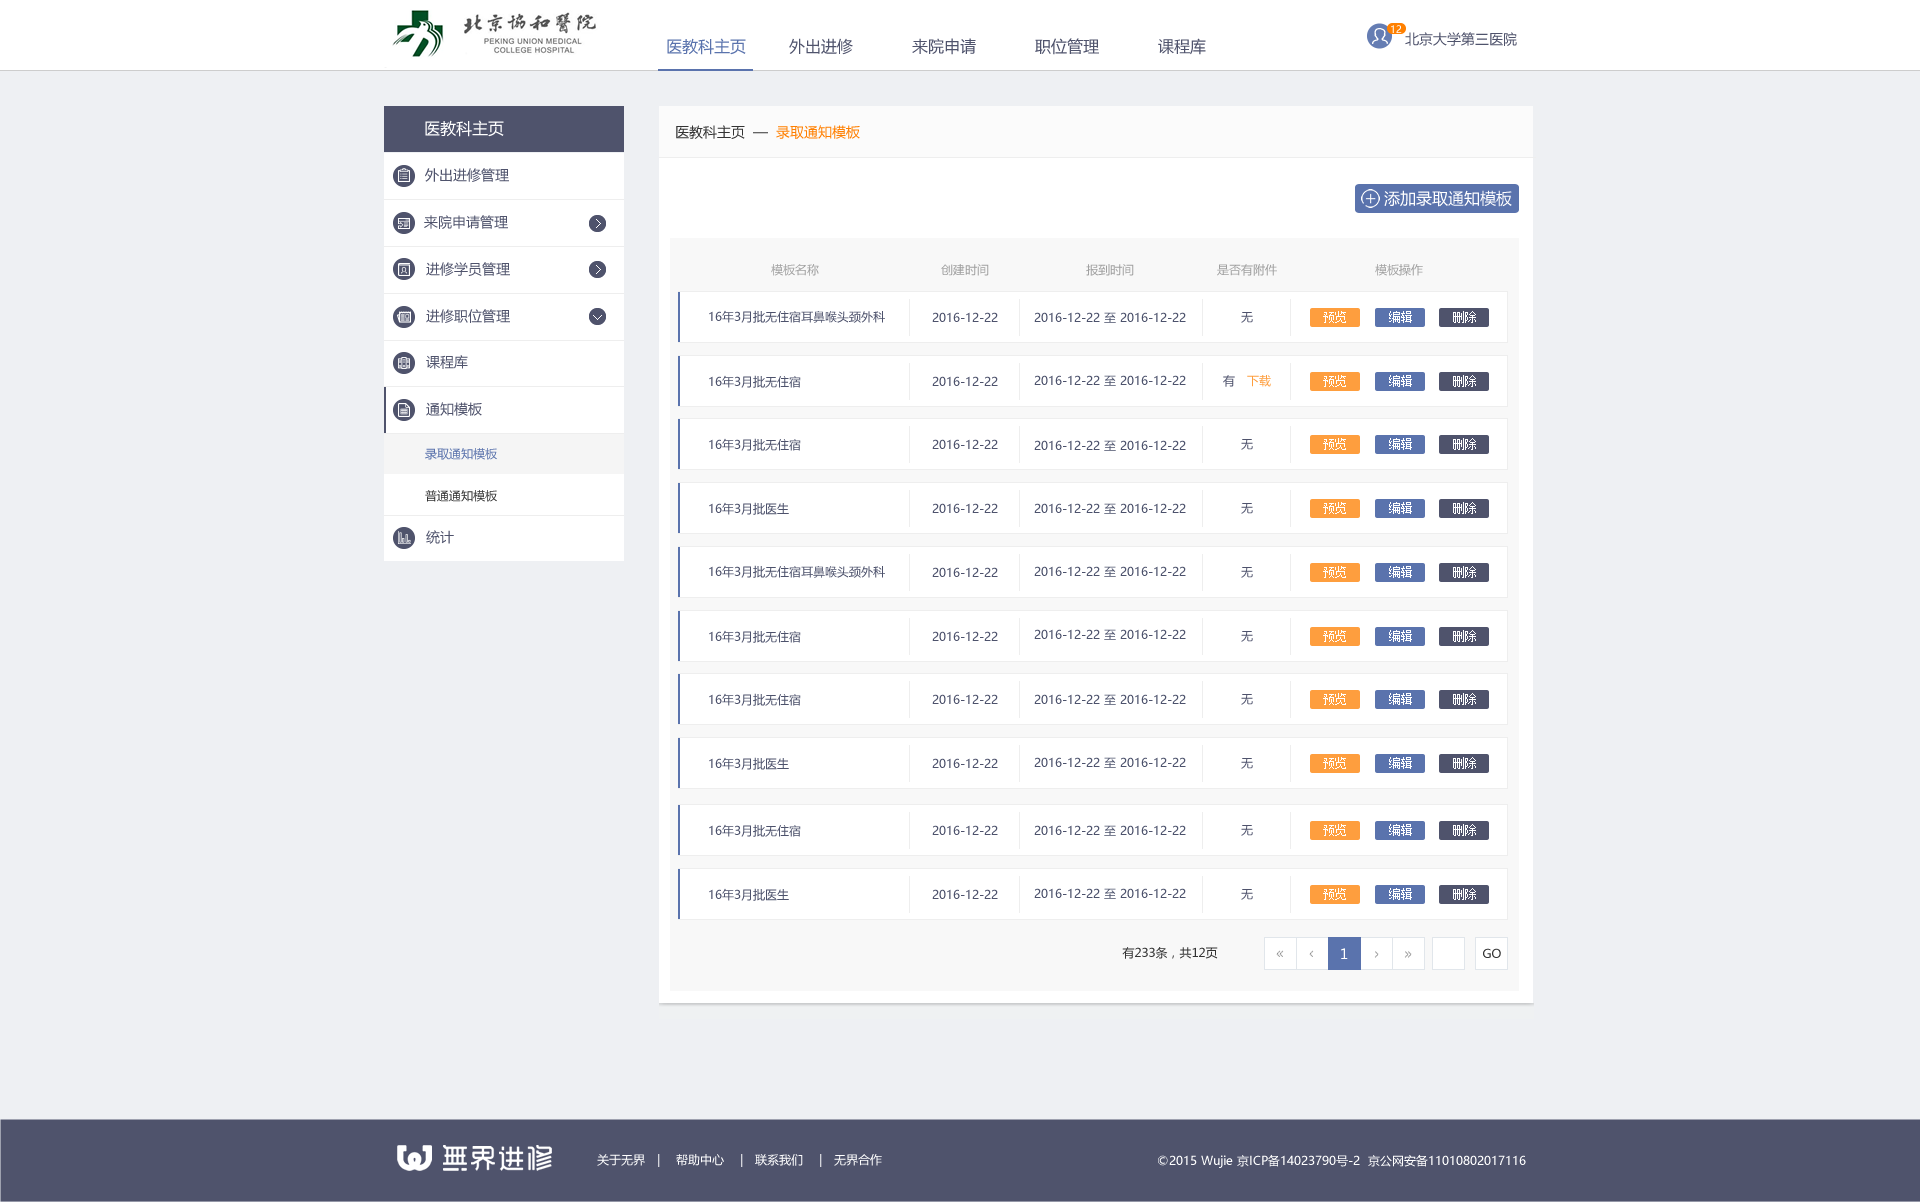 北京協和醫院
PEKING UNION MEDICAL
COLLEGE HOSPITAL
医教科主页 外出进修 来院申请 职位管理 课程库
12 北京大学第三医院
医教科主页
外出进修管理
来院申请管理
进修学员管理
进修职位管理
课程库
通知模板
录取通知模板
普通通知模板
统计
医教科主页 — 录取通知模板
添加录取通知模板
模板名称 创建时间 报到时间 是否有附件 模板操作
16年3月批无住宿耳鼻喉头颈外科 2016-12-22 2016-12-22 至 2016-12-22 无 预览 编辑 删除
16年3月批无住宿 2016-12-22 2016-12-22 至 2016-12-22 有 下载 预览 编辑 删除
16年3月批无住宿 2016-12-22 2016-12-22 至 2016-12-22 无 预览 编辑 删除
16年3月批医生 2016-12-22 2016-12-22 至 2016-12-22 无 预览 编辑 删除
16年3月批无住宿耳鼻喉头颈外科 2016-12-22 2016-12-22 至 2016-12-22 无 预览 编辑 删除
16年3月批无住宿 2016-12-22 2016-12-22 至 2016-12-22 无 预览 编辑 删除
16年3月批无住宿 2016-12-22 2016-12-22 至 2016-12-22 无 预览 编辑 删除
16年3月批医生 2016-12-22 2016-12-22 至 2016-12-22 无 预览 编辑 删除
16年3月批无住宿 2016-12-22 2016-12-22 至 2016-12-22 无 预览 编辑 删除
16年3月批医生 2016-12-22 2016-12-22 至 2016-12-22 无 预览 编辑 删除
有233条，共12页 « ‹ 1 › » GO
無界进修 关于无界 | 帮助中心 | 联系我们 | 无界合作 ©2015 Wujie 京ICP备14023790号-2 京公网安备11010802017116